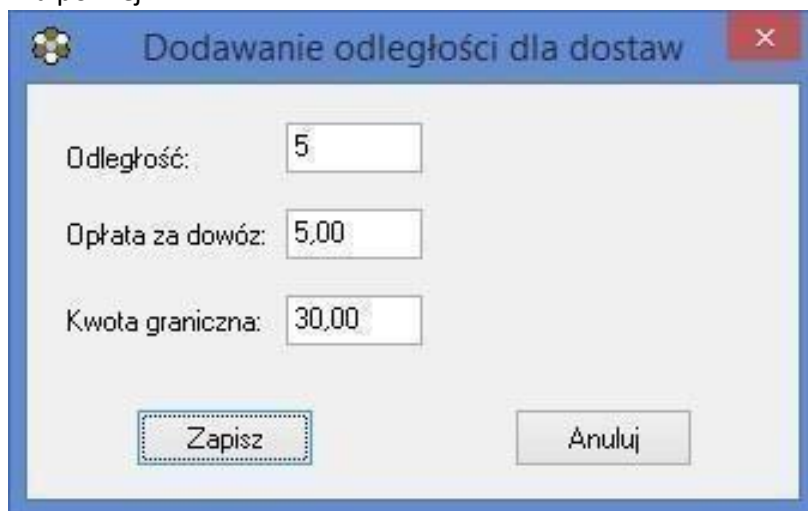 Dodawanie odległości dla dostaw
Odległość: 5
Opłata za dowóz: 5,00
Kwota graniczna: 30,00
Zapisz Anuluj